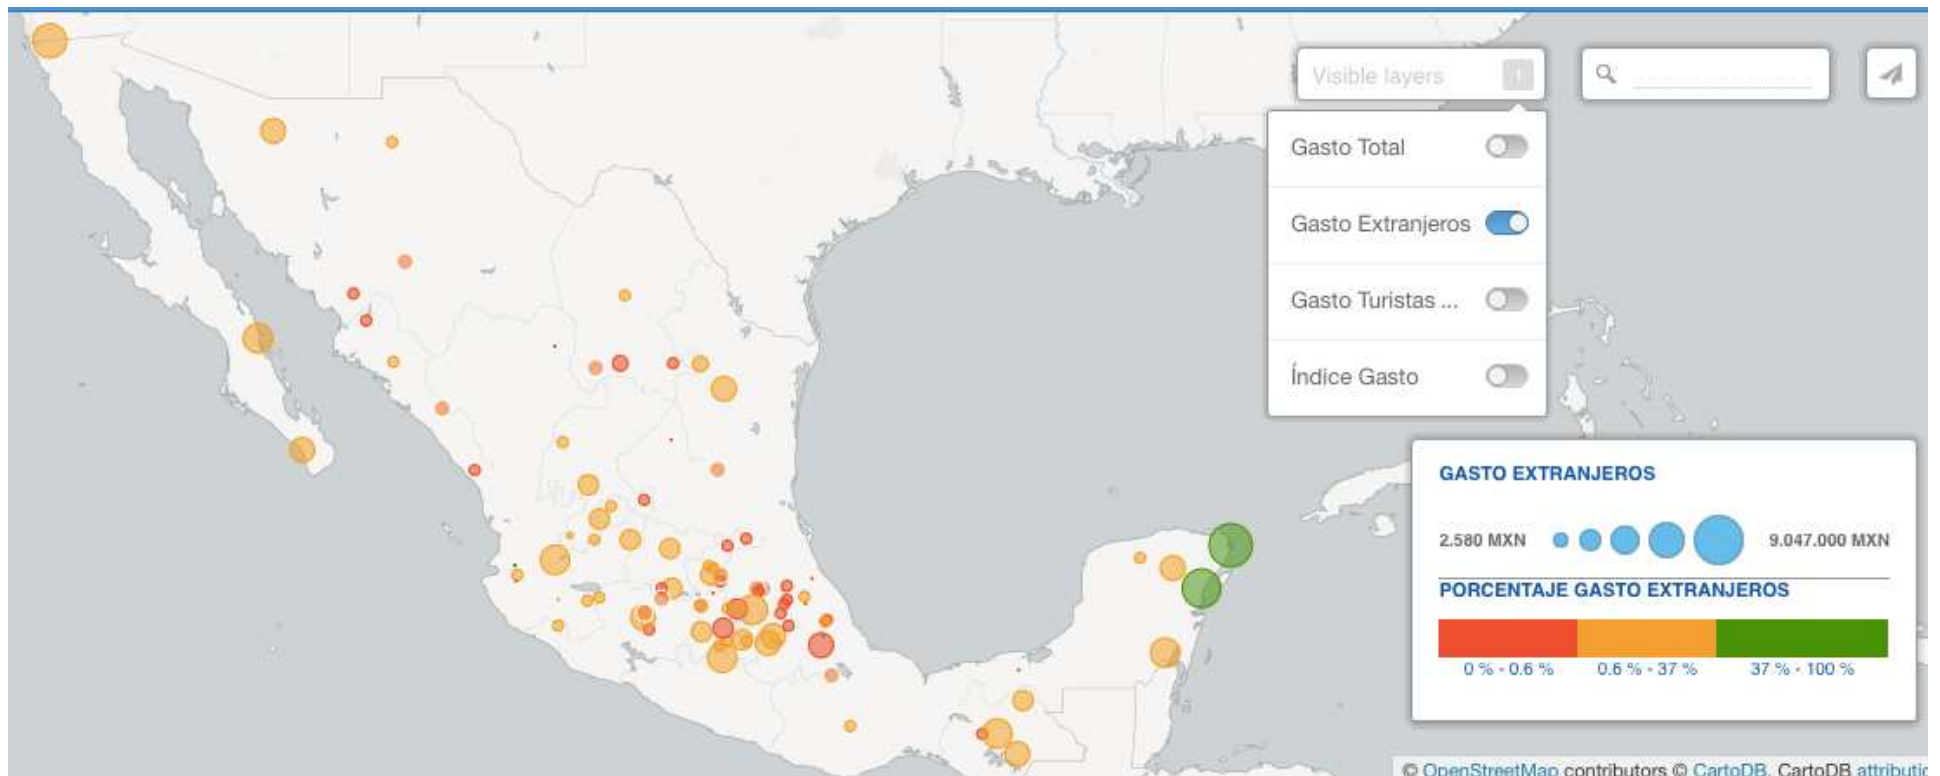 Visible layers
Gasto Total
Gasto Extranjeros
Gasto Turistas ...
Índice Gasto
GASTO EXTRANJEROS
2.580 MXN 9.047.000 MXN
PORCENTAJE GASTO EXTRANJEROS
0 % - 0.6 % 0.6 % - 37 % 37 % - 100 %
© OpenStreetMap contributors © CartoDB, CartoDB attributio